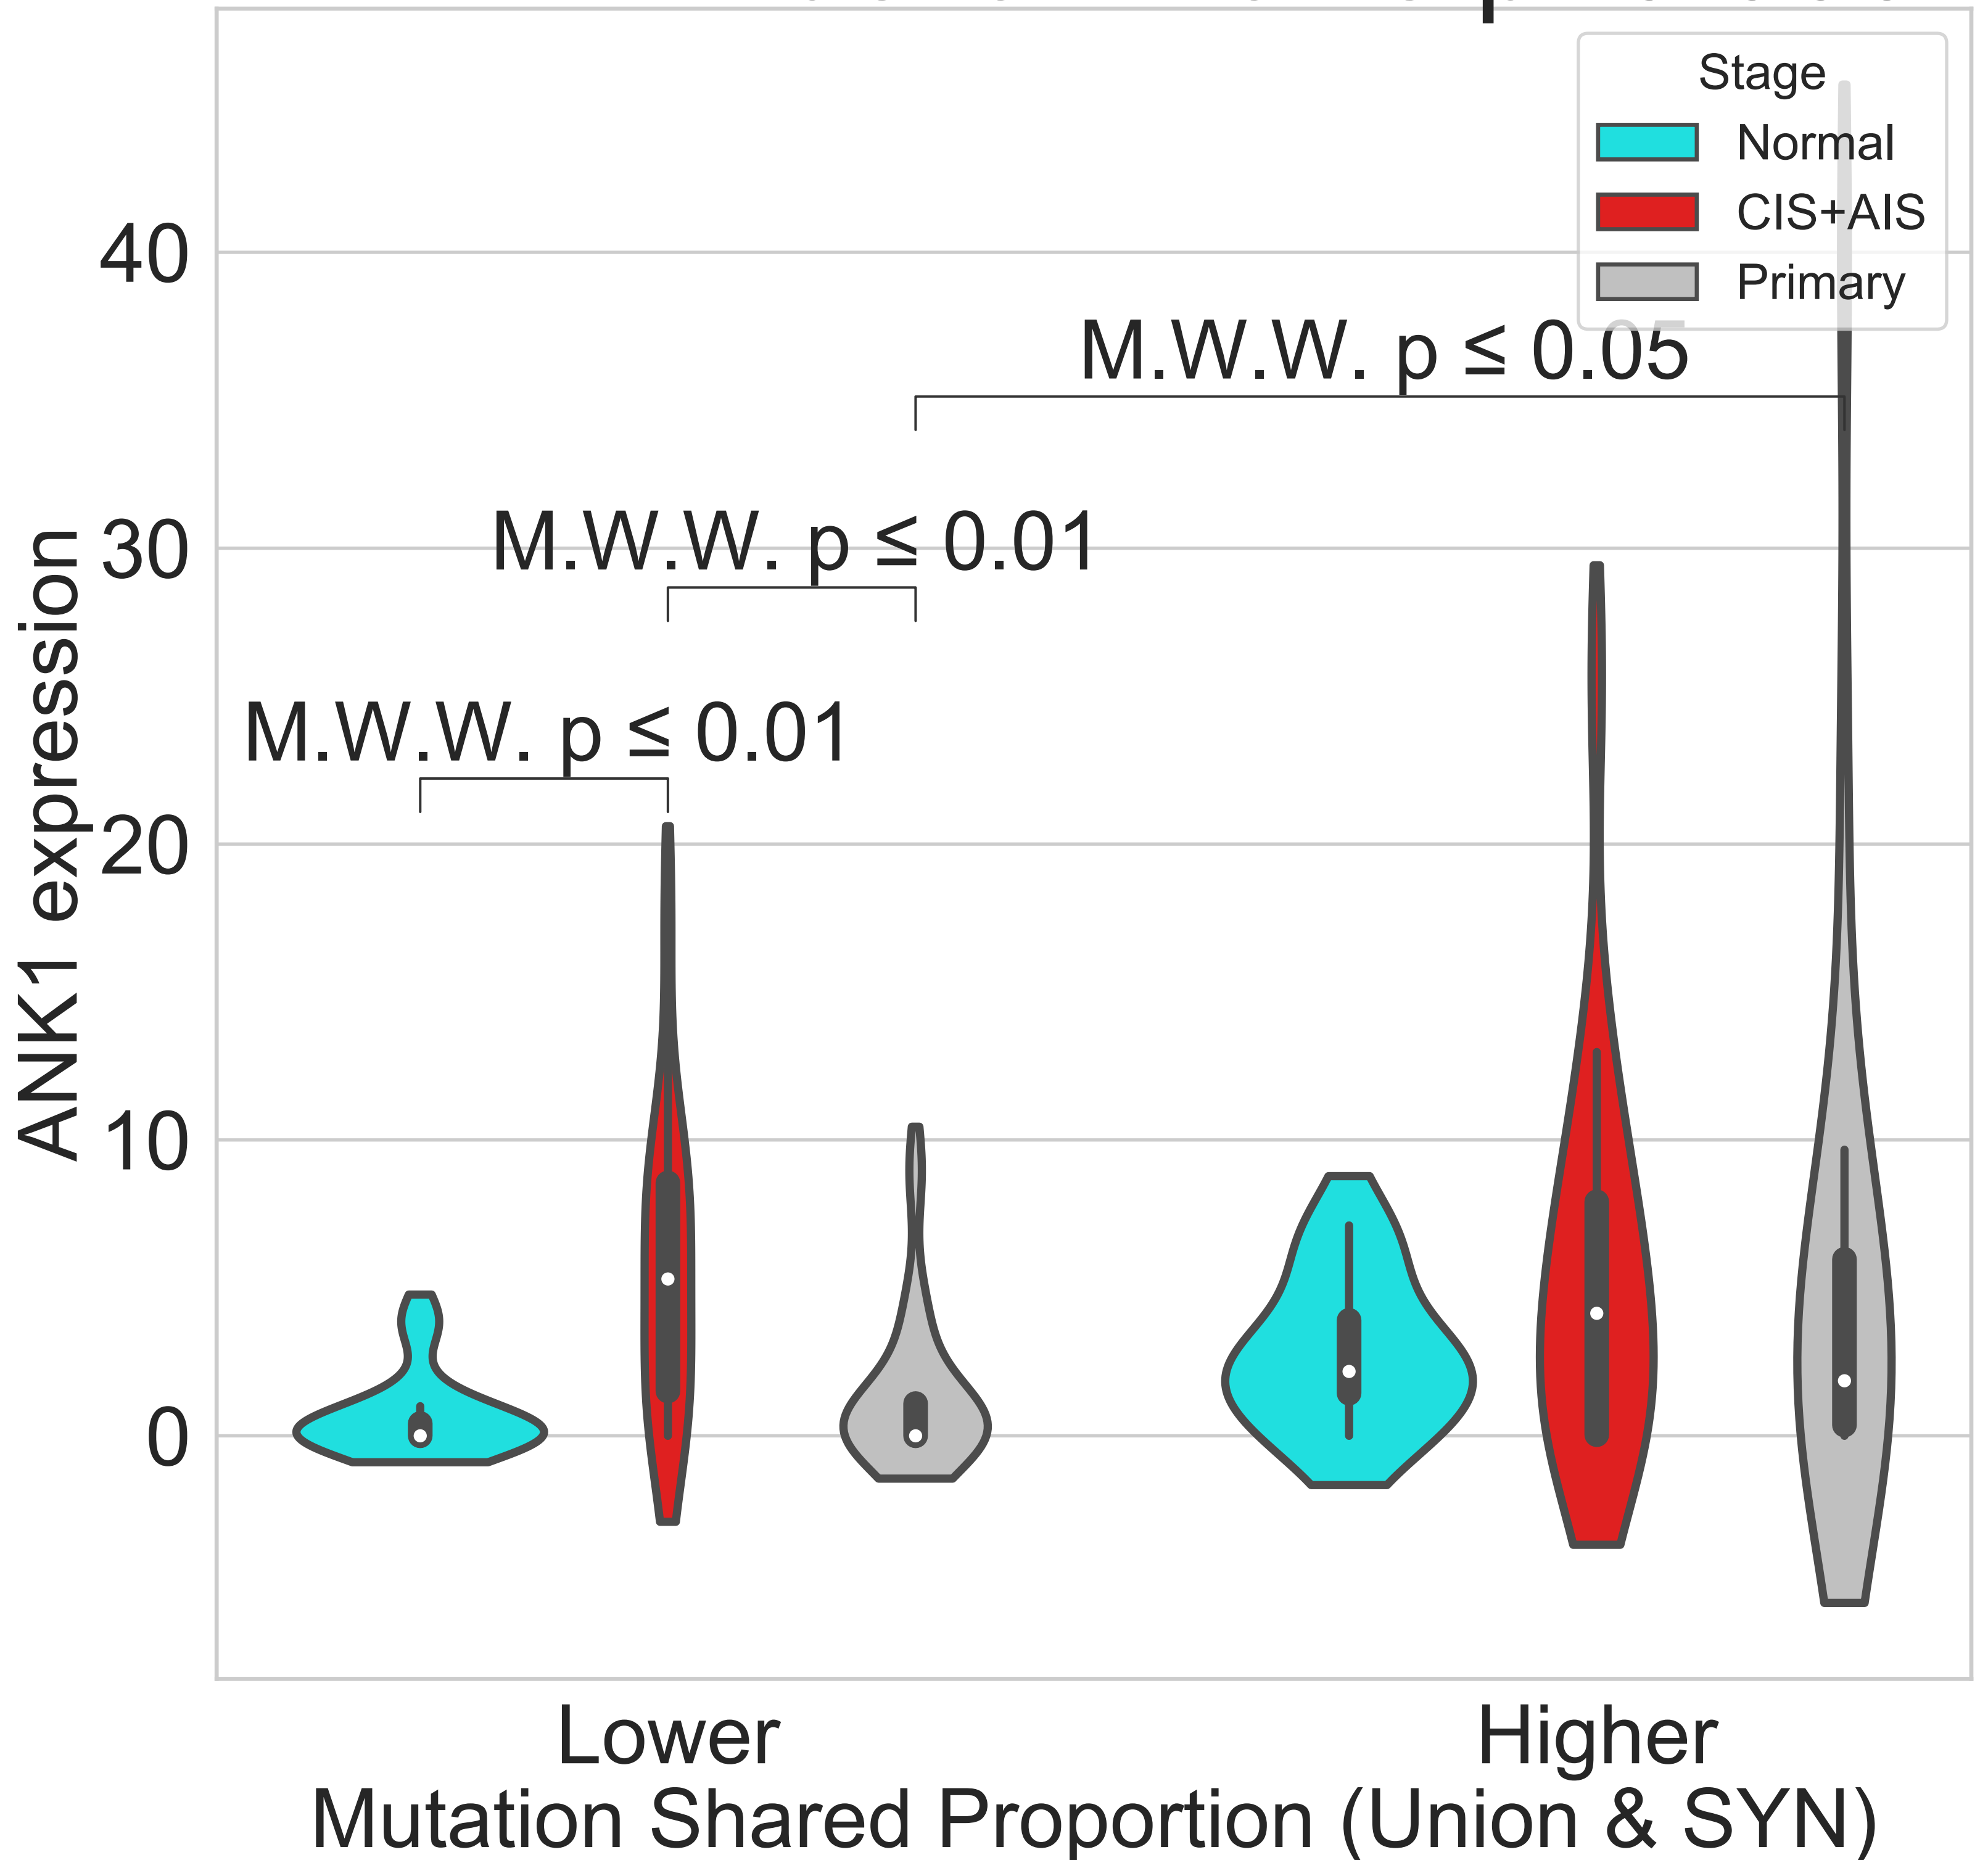 Stage
Normal
CIS+AIS
Primary
M.W.W. p ≤ 0.05
M.W.W. p ≤ 0.01
M.W.W. p ≤ 0.01
ANK1 expression
40
30
20
10
0
Lower
Higher
Mutation Shared Proportion (Union & SYN)